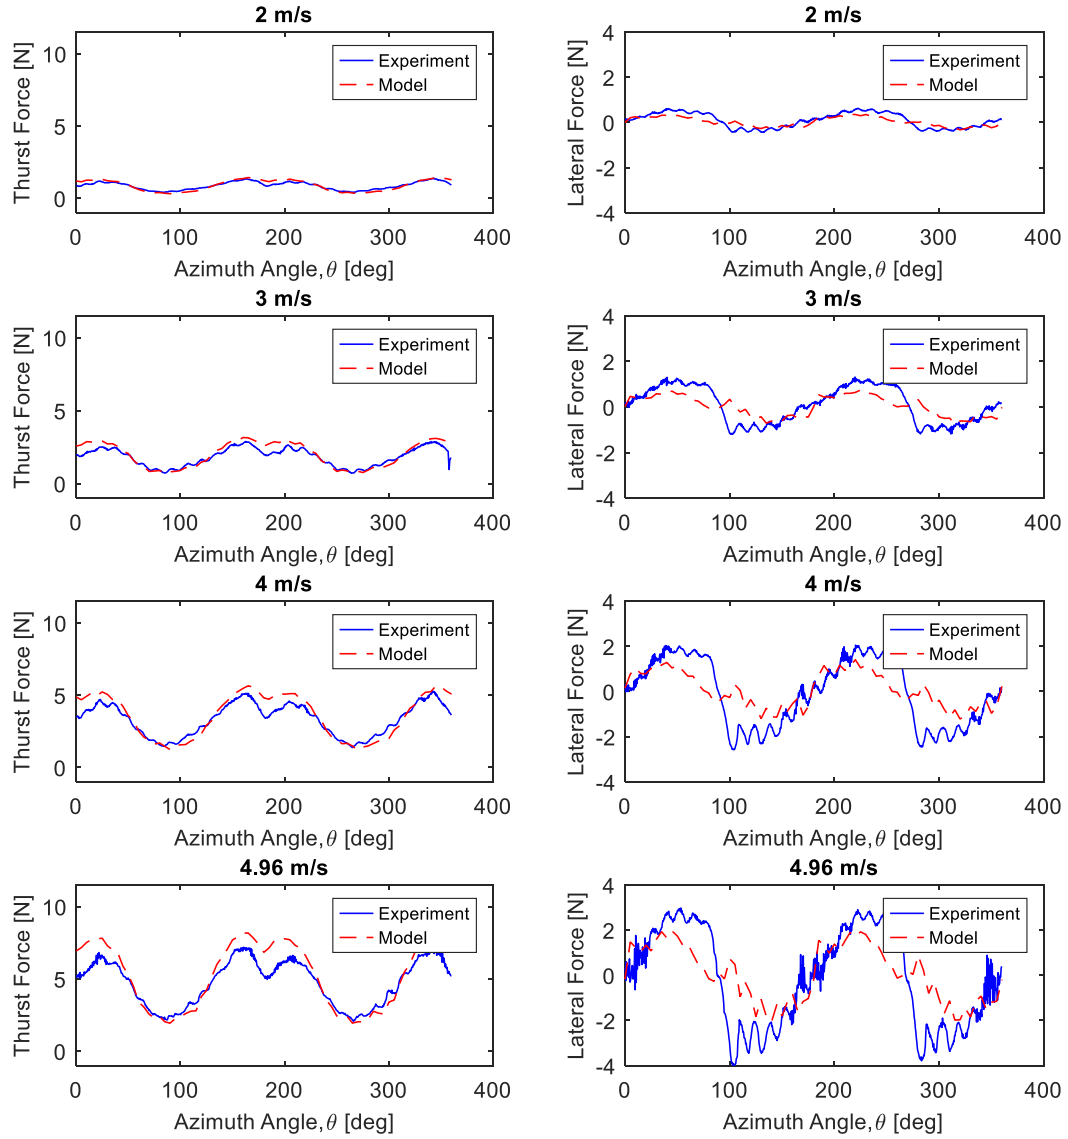 2 m/s
Thurst Force [N]
10
5
0
Experiment
Model
0 100 200 300 400
Azimuth Angle, θ [deg]
2 m/s
Lateral Force [N]
4
2
0
-2
-4
Experiment
Model
0 100 200 300 400
Azimuth Angle, θ [deg]
3 m/s
Thurst Force [N]
10
5
0
Experiment
Model
0 100 200 300 400
Azimuth Angle, θ [deg]
3 m/s
Lateral Force [N]
4
2
0
-2
-4
Experiment
Model
0 100 200 300 400
Azimuth Angle, θ [deg]
4 m/s
Thurst Force [N]
10
5
0
Experiment
Model
0 100 200 300 400
Azimuth Angle, θ [deg]
4 m/s
Lateral Force [N]
4
2
0
-2
-4
Experiment
Model
0 100 200 300 400
Azimuth Angle, θ [deg]
4.96 m/s
Thurst Force [N]
10
5
0
Experiment
Model
0 100 200 300 400
Azimuth Angle, θ [deg]
4.96 m/s
Lateral Force [N]
4
2
0
-2
-4
Experiment
Model
0 100 200 300 400
Azimuth Angle, θ [deg]